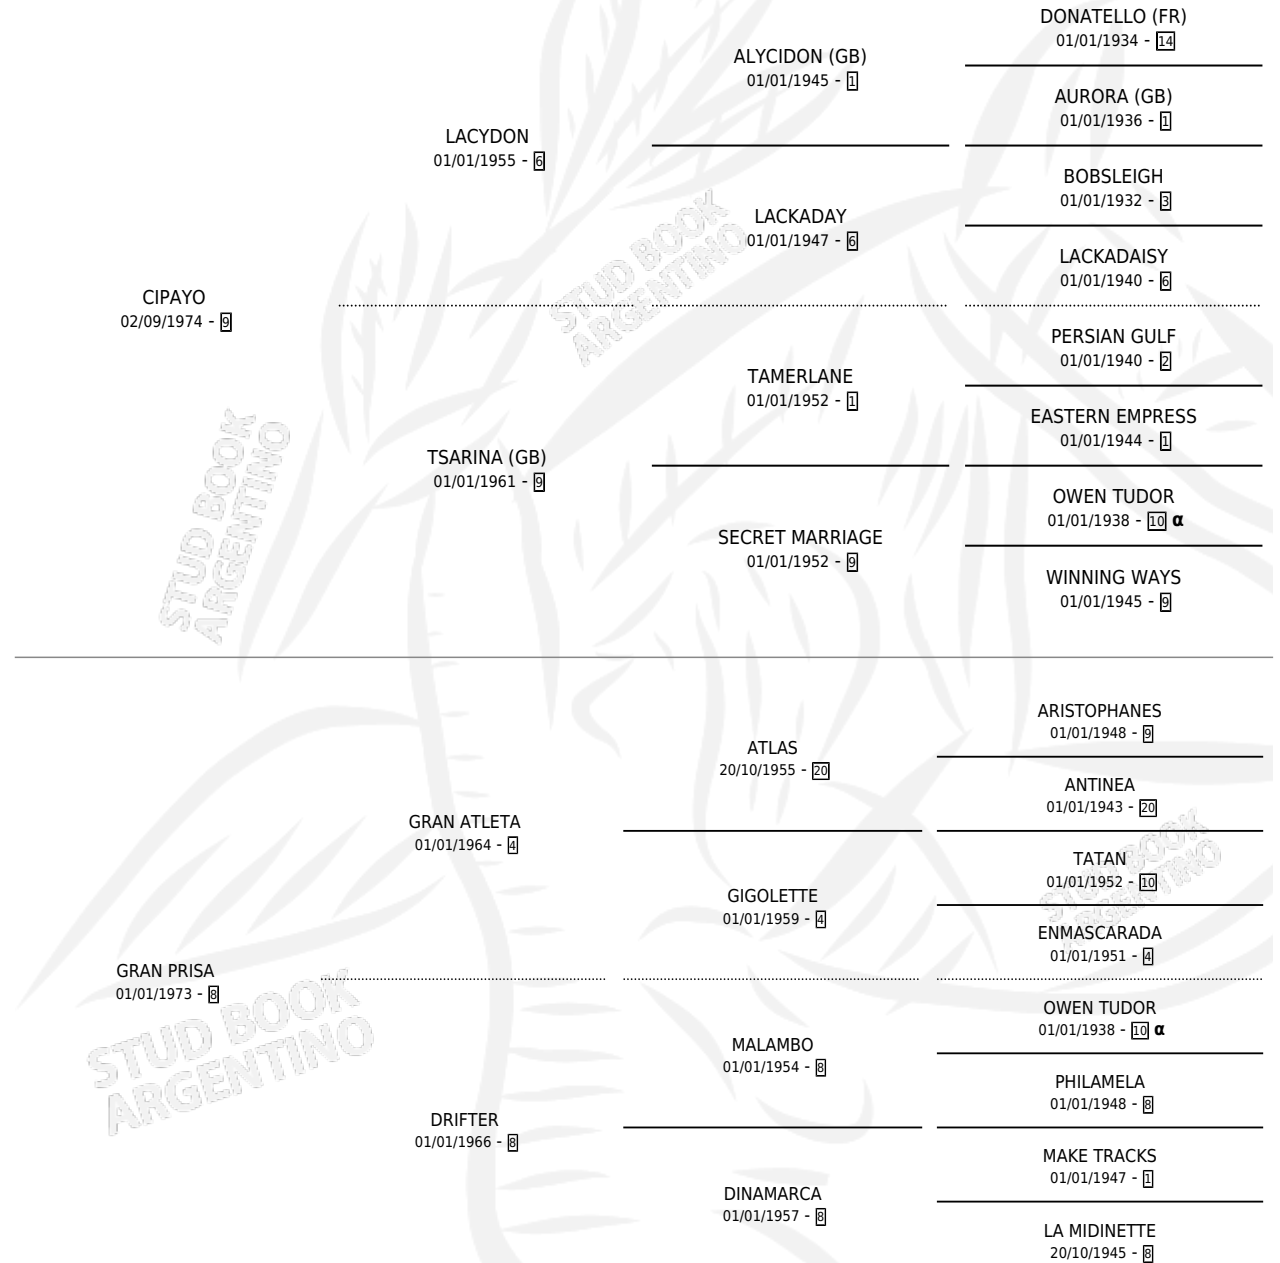 DONATELLO (FR)
01/01/1934 - 14
ALYCIDON (GB)
01/01/1945 - 1
AURORA (GB)
01/01/1936 - 1
LACYDON
01/01/1955 - 6
BOBSLEIGH
01/01/1932 - 3
LACKADAY
01/01/1947 - 6
LACKADAISY
01/01/1940 - 6
CIPAYO
02/09/1974 - 9
PERSIAN GULF
01/01/1940 - 2
TAMERLANE
01/01/1952 - 1
EASTERN EMPRESS
01/01/1944 - 1
TSARINA (GB)
01/01/1961 - 9
OWEN TUDOR
01/01/1938 - 10 α
SECRET MARRIAGE
01/01/1952 - 9
WINNING WAYS
01/01/1945 - 9
ARISTOPHANES
01/01/1948 - 9
ATLAS
20/10/1955 - 20
ANTINEA
01/01/1943 - 20
GRAN ATLETA
01/01/1964 - 4
TATAN
01/01/1952 - 10
GIGOLETTE
01/01/1959 - 4
ENMASCARADA
01/01/1951 - 4
GRAN PRISA
01/01/1973 - 8
OWEN TUDOR
01/01/1938 - 10 α
MALAMBO
01/01/1954 - 8
PHILAMELA
01/01/1948 - 8
DRIFTER
01/01/1966 - 8
MAKE TRACKS
01/01/1947 - 1
DINAMARCA
01/01/1957 - 8
LA MIDINETTE
20/10/1945 - 8
STUD BOOK
ARGENTINO
STUD BOOK
ARGENTINO
STUD BOOK
ARGENTINO
STUD BOOK
ARGENTINO